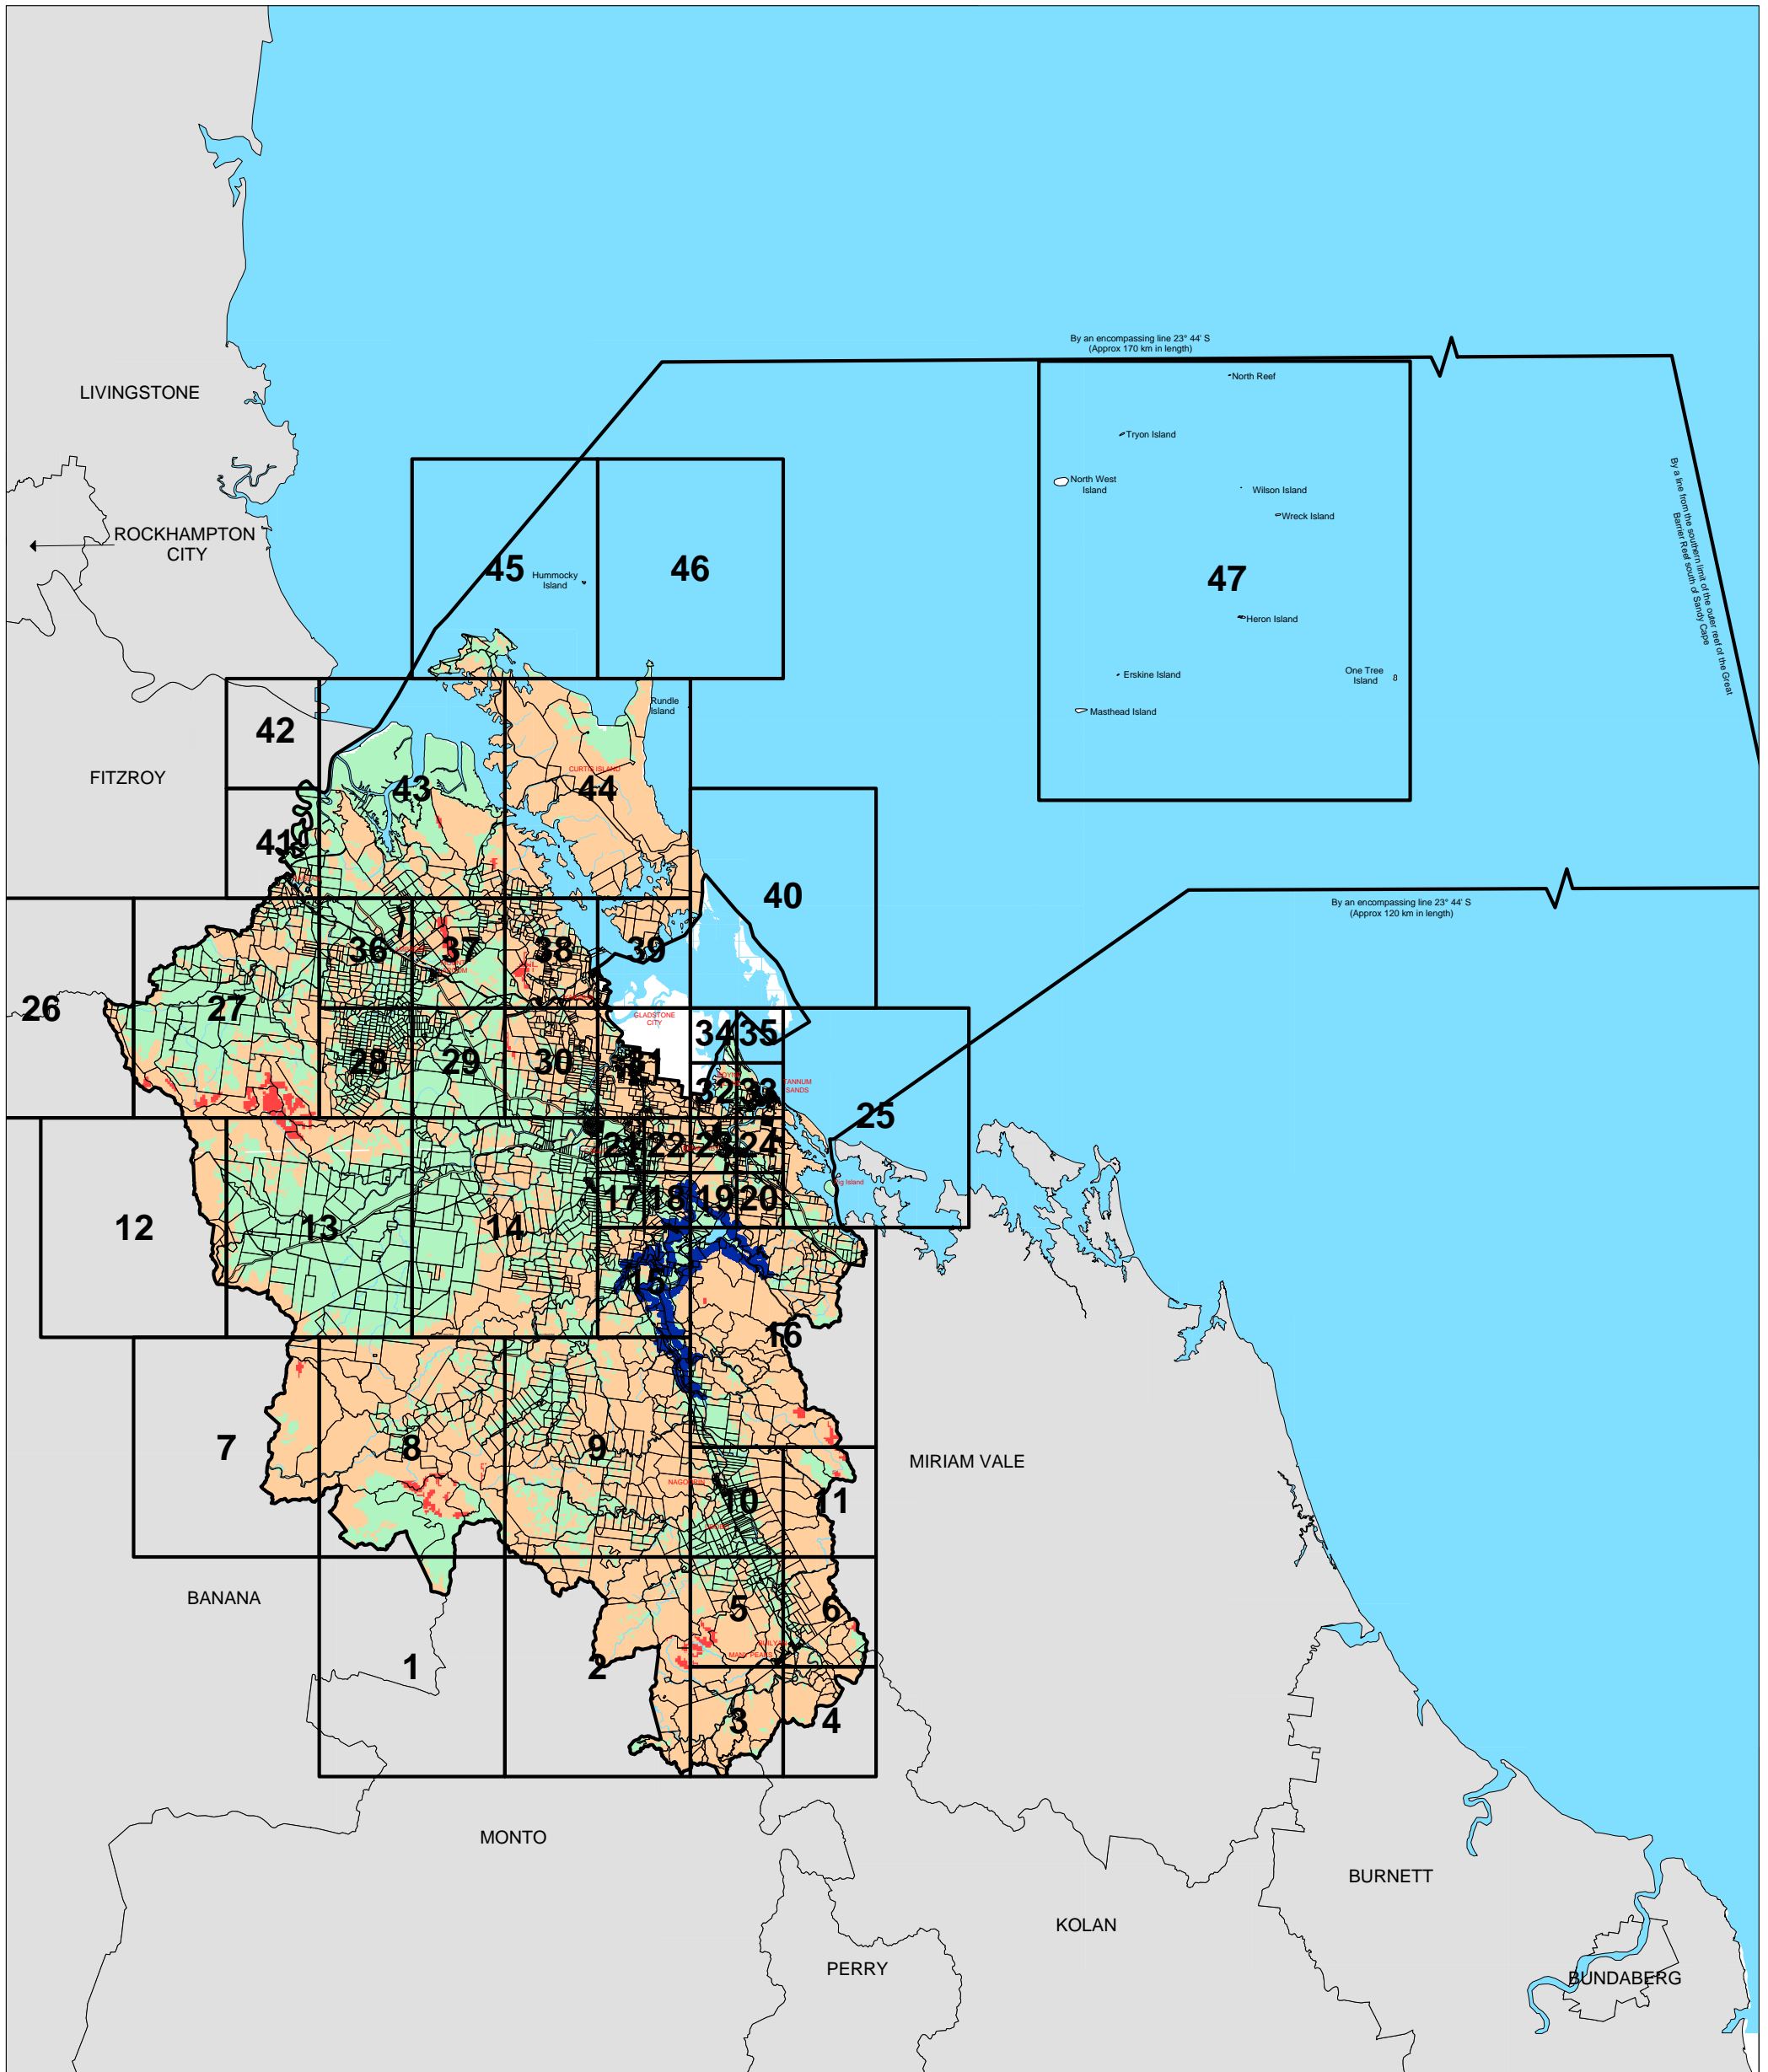 By an encompassing line 23° 44' S
(Approx 170 km in length)
North Reef
LIVINGSTONE
Tryon Island
North West
Island
Wilson Island
Wreck Island
By a line from the southern limit of the outer reef of the Great
Barrier Reef south of Sandy Cape
ROCKHAMPTON
CITY
45
Hummocky
Island
46
47
Heron Island
Erskine Island
One Tree
Island
Rundle
Island
Masthead Island
42
FITZROY
CURTIS ISLAND
43
44
41
40
By an encompassing line 23° 44' S
(Approx 120 km in length)
36
37
38
39
26
27
GLADSTONE
CITY
34
35
28
29
30
31
32
33
TANNUM
SANDS
25
21
22
23
24
17
18
19
20
12
13
14
15
16
7
8
9
MIRIAM VALE
NAGOORIN
10
11
BANANA
5
6
MANY PEAKS
1
2
3
4
MONTO
BURNETT
KOLAN
PERRY
BUNDABERG